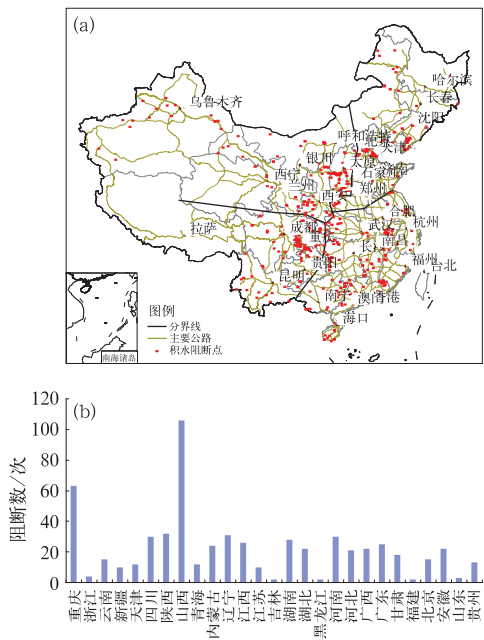 (a)
哈尔滨
长春
乌鲁木齐
沈阳
呼和浩特
北京
天津
银川
太原
石家庄
济南
西宁
兰州
郑州
西
合肥
拉萨
成都
武汉
杭州
重庆
长
南昌
贵阳
福州
台北
昆明
南宁
澳门
香港
海口
图例
分界线
主要公路
积水阻断点
南海诸岛
(b)
120
100
80
60
40
20
0
阻断数/次
重庆
浙江
云南
新疆
天津
四川
陕西
山西
青海
内蒙古
辽宁
江西
江苏
吉林
湖南
湖北
黑龙江
河南
河北
广西
广东
甘肃
福建
北京
安徽
山东
贵州